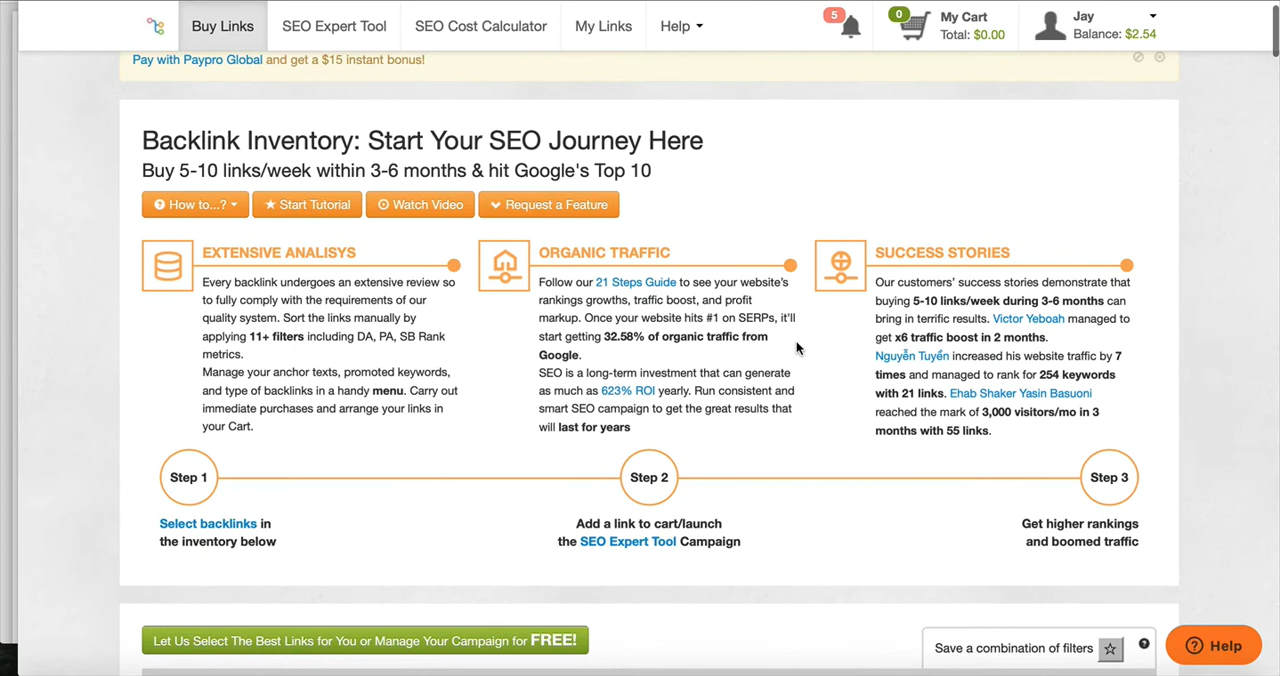 Buy Links
SEO Expert Tool
SEO Cost Calculator
My Links
Help
5
0
My Cart
Total: $0.00
Jay
Balance: $2.54
Pay with Paypro Global and get a $15 instant bonus!
Backlink Inventory: Start Your SEO Journey Here
Buy 5-10 links/week within 3-6 months & hit Google's Top 10
How to...?
Start Tutorial
Watch Video
Request a Feature
EXTENSIVE ANALISYS
Every backlink undergoes an extensive review so
to fully comply with the requirements of our
quality system. Sort the links manually by
applying 11+ filters including DA, PA, SB Rank
metrics.
Manage your anchor texts, promoted keywords,
and type of backlinks in a handy menu. Carry out
immediate purchases and arrange your links in
your Cart.
ORGANIC TRAFFIC
Follow our 21 Steps Guide to see your website's
rankings growths, traffic boost, and profit
markup. Once your website hits #1 on SERPs, it'll
start getting 32.58% of organic traffic from
Google.
SEO is a long-term investment that can generate
as much as 623% ROI yearly. Run consistent and
smart SEO campaign to get the great results that
will last for years
SUCCESS STORIES
Our customers' success stories demonstrate that
buying 5-10 links/week during 3-6 months can
bring in terrific results. Victor Yeboah managed to
get x6 traffic boost in 2 months.
Nguyễn Tuyển increased his website traffic by 7
times and managed to rank for 254 keywords
with 21 links. Ehab Shaker Yasin Basuoni
reached the mark of 3,000 visitors/mo in 3
months with 55 links.
Step 1
Step 2
Step 3
Select backlinks in
the inventory below
Add a link to cart/launch
the SEO Expert Tool Campaign
Get higher rankings
and boomed traffic
Let Us Select The Best Links for You or Manage Your Campaign for FREE!
Save a combination of filters
Help